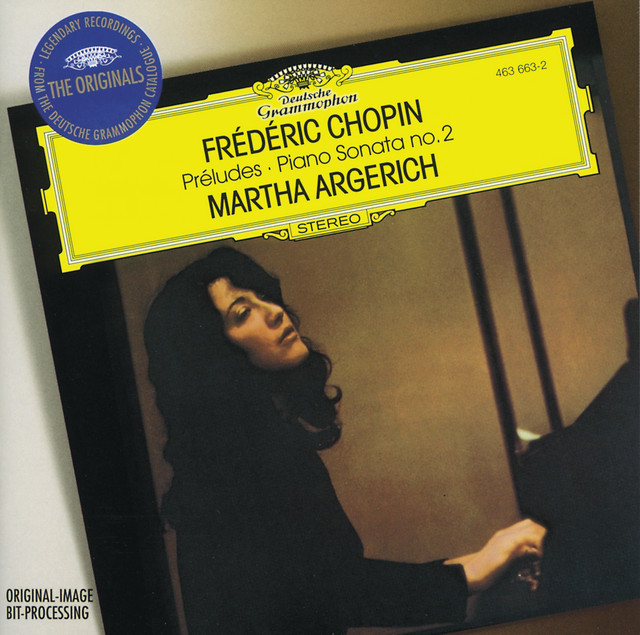 LEGENDARY RECORDINGS
THE ORIGINALS
· FROM THE DEUTSCHE GRAMMOPHON CATALOGUE ·
463 663-2
Deutsche
Grammophon
FRÉDÉRIC CHOPIN
Préludes · Piano Sonata no. 2
MARTHA ARGERICH
STEREO
ORIGINAL-IMAGE
BIT-PROCESSING